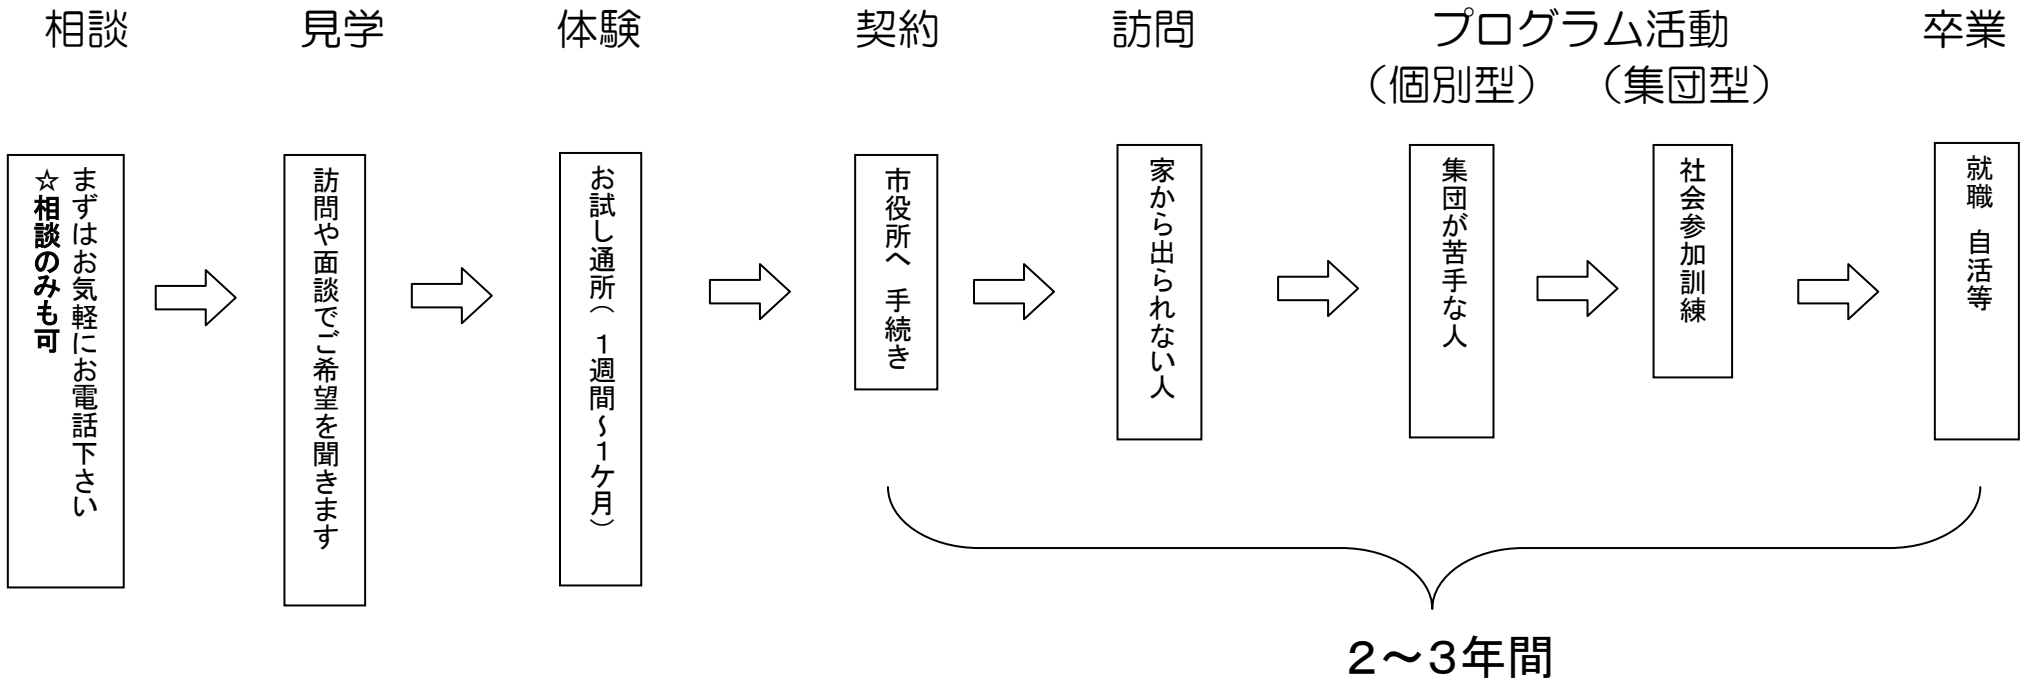 相談
見学
体験
契約
訪問
プログラム活動
(個別型)
(集団型)
卒業
まずはお気軽にお電話下さい
☆相談のみも可
訪問や面談でご希望を聞きます
お試し通所(1週間~1ケ月)
市役所へ 手続き
家から出られない人
集団が苦手な人
社会参加訓練
就職 自活等
2~3年間